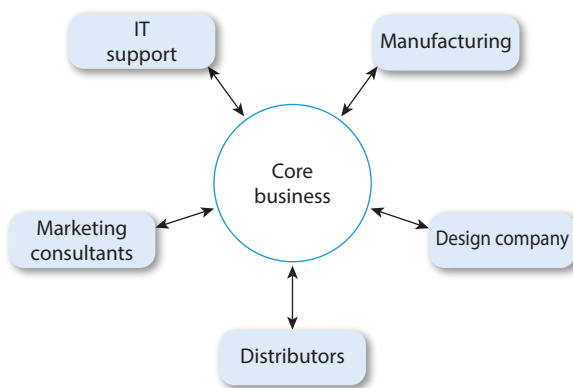 IT
support
Manufacturing
Core
business
Marketing
consultants
Design company
Distributors